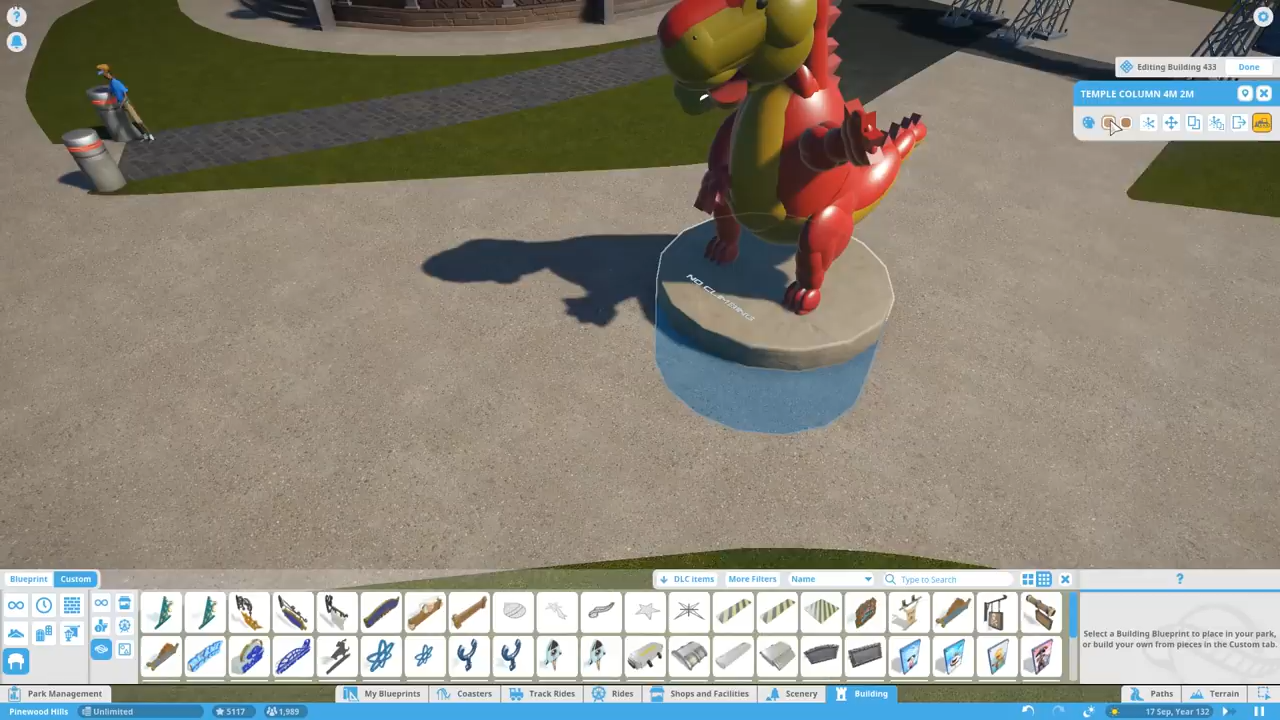 Editing Building 433
Done
TEMPLE COLUMN 4M 2M
NO CLIMBING
Blueprint
Custom
DLC items
More Filters
Name
Type to Search
?
Select a Building Blueprint to place in your park,
or build your own from pieces in the Custom tab.
Park Management
My Blueprints
Coasters
Track Rides
Rides
Shops and Facilities
Scenery
Building
Paths
Terrain
Pinewood Hills
Unlimited
5117
1,989
17 Sep, Year 132